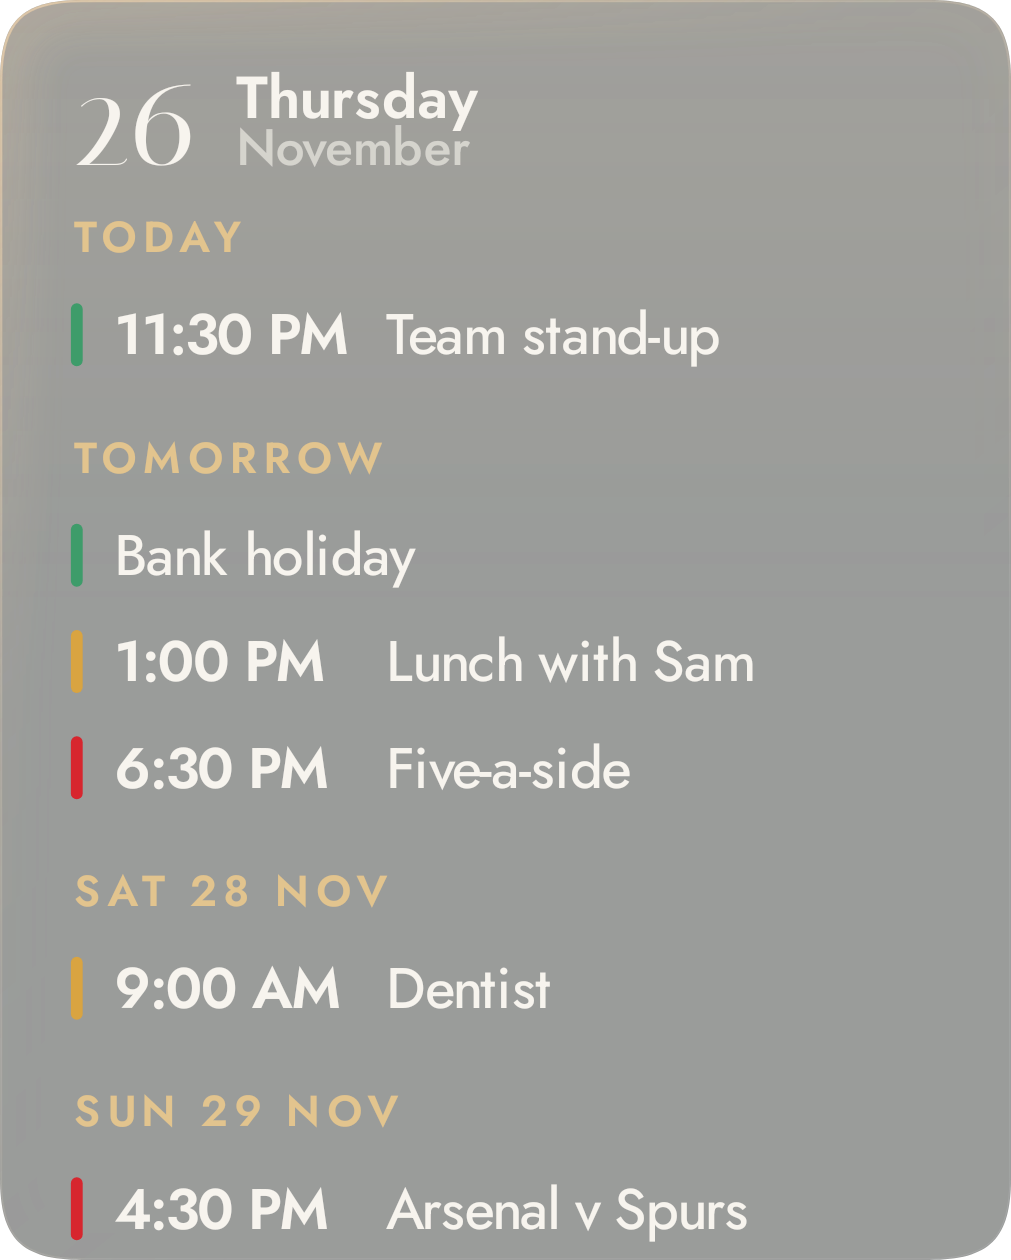 26 Thursday
November
TODAY
11:30 PM Team stand-up
TOMORROW
Bank holiday
1:00 PM Lunch with Sam
6:30 PM Five-a-side
SAT 28 NOV
9:00 AM Dentist
SUN 29 NOV
4:30 PM Arsenal v Spurs